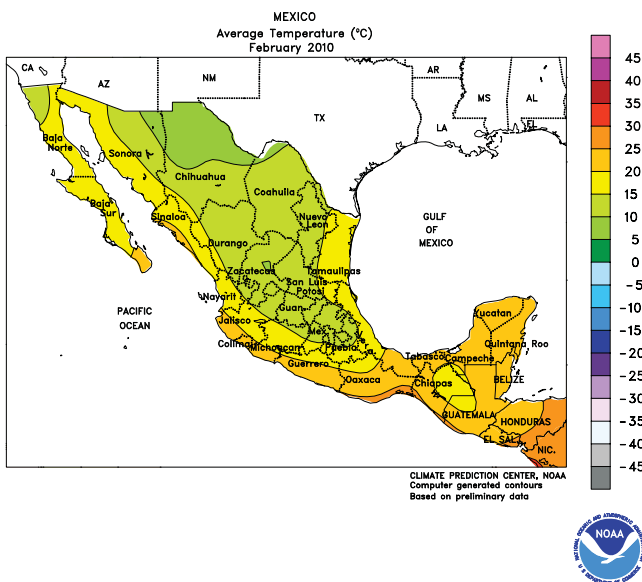 MEXICO
Average Temperature (°C)
February 2010
CA
AZ
NM
TX
AR
LA
MS
AL
FL
Baja
Norte
Sonora
Chihuahua
Coahuila
Baja
Sur
Sinaloa
Nuevo
Leon
Durango
Zacatecas
Tamaulipas
San Luis
Potosi
Nayarit
Guan.
Jalisco
Mex.
Colima
Michoacan
Puebla
Guerrero
Oaxaca
Tabasco
Campeche
Chiapas
Yucatan
Quintana Roo
BELIZE
GUATEMALA
HONDURAS
EL SAL.
NIC.
GULF
OF
MEXICO
PACIFIC
OCEAN
45
40
35
30
25
20
15
10
5
0
-5
-10
-15
-20
-25
-30
-35
-40
-45
CLIMATE PREDICTION CENTER, NOAA
Computer generated contours
Based on preliminary data
NOAA